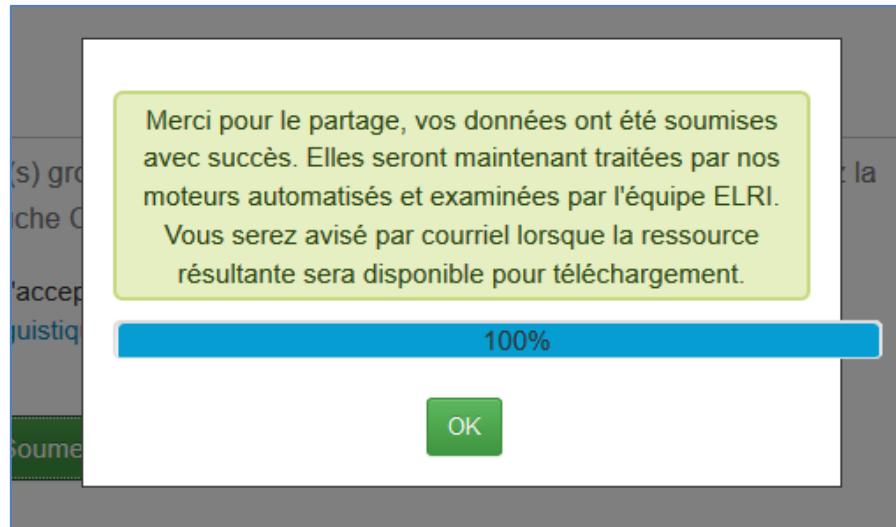 Merci pour le partage, vos données ont été soumises
avec succès. Elles seront maintenant traitées par nos
moteurs automatisés et examinées par l'équipe ELRI.
Vous serez avisé par courriel lorsque la ressource
résultante sera disponible pour téléchargement.
(s)
la
100%
OK